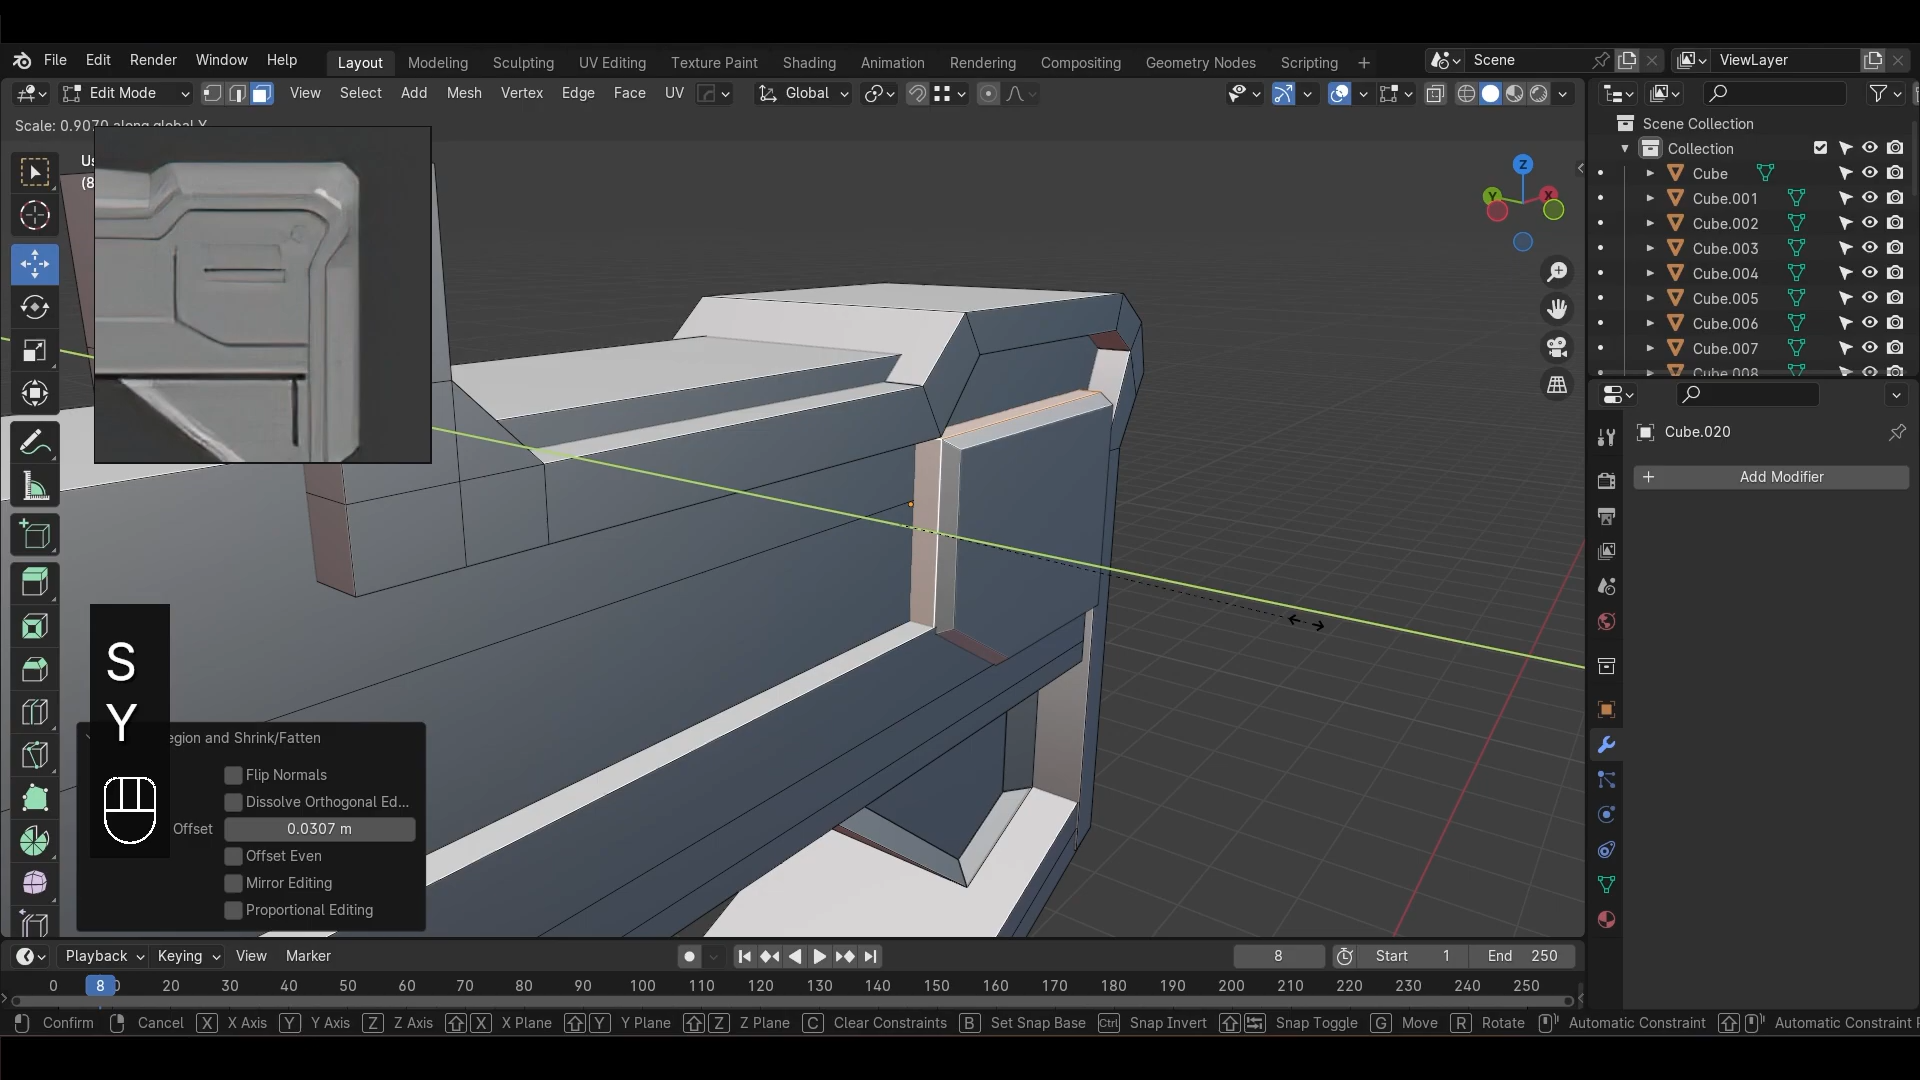 File Edit Render Window Help Layout Modeling Sculpting UV Editing Texture Paint Shading Animation Rendering Compositing Geometry Nodes Scripting + Scene ViewLayer
Edit Mode View Select Add Mesh Vertex Edge Face UV Global
Scale: 0.9070 along global Y
Us
(8
Z
Y
X
Scene Collection
Collection
Cube
Cube.001
Cube.002
Cube.003
Cube.004
Cube.005
Cube.006
Cube.007
Cube.008
Cube.020
+ Add Modifier
S
Y
egion and Shrink/Fatten
Flip Normals
Dissolve Orthogonal Ed...
Offset 0.0307 m
Offset Even
Mirror Editing
Proportional Editing
Playback Keying View Marker 8 Start 1 End 250
0 8 20 30 40 50 60 70 80 90 100 110 120 130 140 150 160 170 180 190 200 210 220 230 240 250
Confirm Cancel X X Axis Y Y Axis Z Z Axis X X Plane Y Y Plane Z Z Plane C Clear Constraints B Set Snap Base Ctrl Snap Invert Snap Toggle G Move R Rotate Automatic Constraint Automatic Constraint P